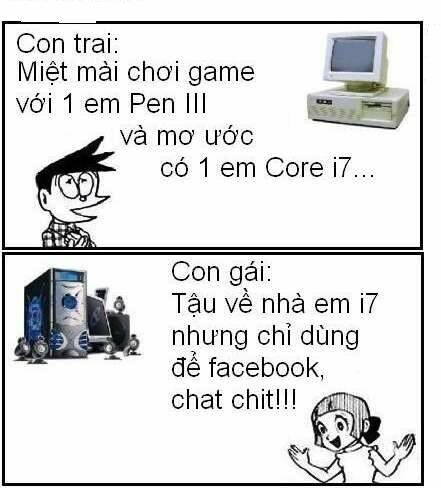 Con trai:
Miệt mài chơi game
với 1 em Pen III
và mơ ước
có 1 em Core i7...
Con gái:
Tậu về nhà em i7
nhưng chỉ dùng
để facebook,
chat chit!!!